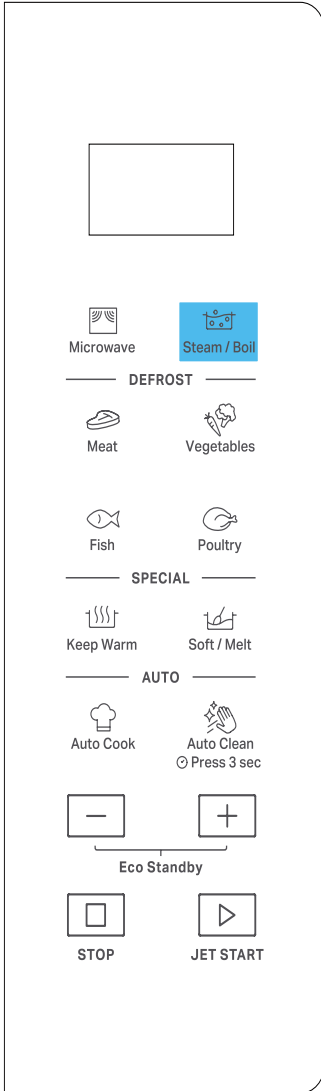 Microwave
Steam / Boil
DEFROST
Meat
Vegetables
Fish
Poultry
SPECIAL
Keep Warm
Soft / Melt
AUTO
Auto Cook
Auto Clean
Press 3 sec
Eco Standby
STOP
JET START